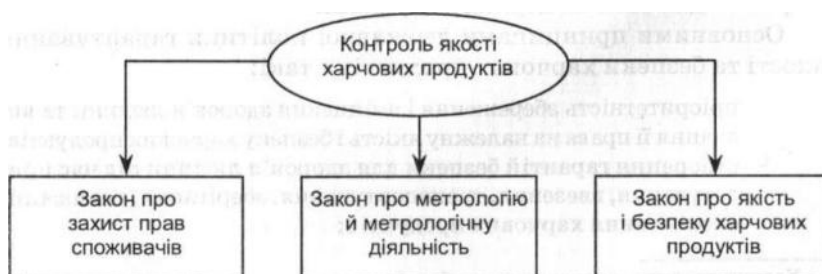 Контроль якості
харчових продуктів
Закон про
захист прав
споживачів
Закон про метрологію
й метрологічну
діяльність
Закон про якість
і безпеку харчових
продуктів